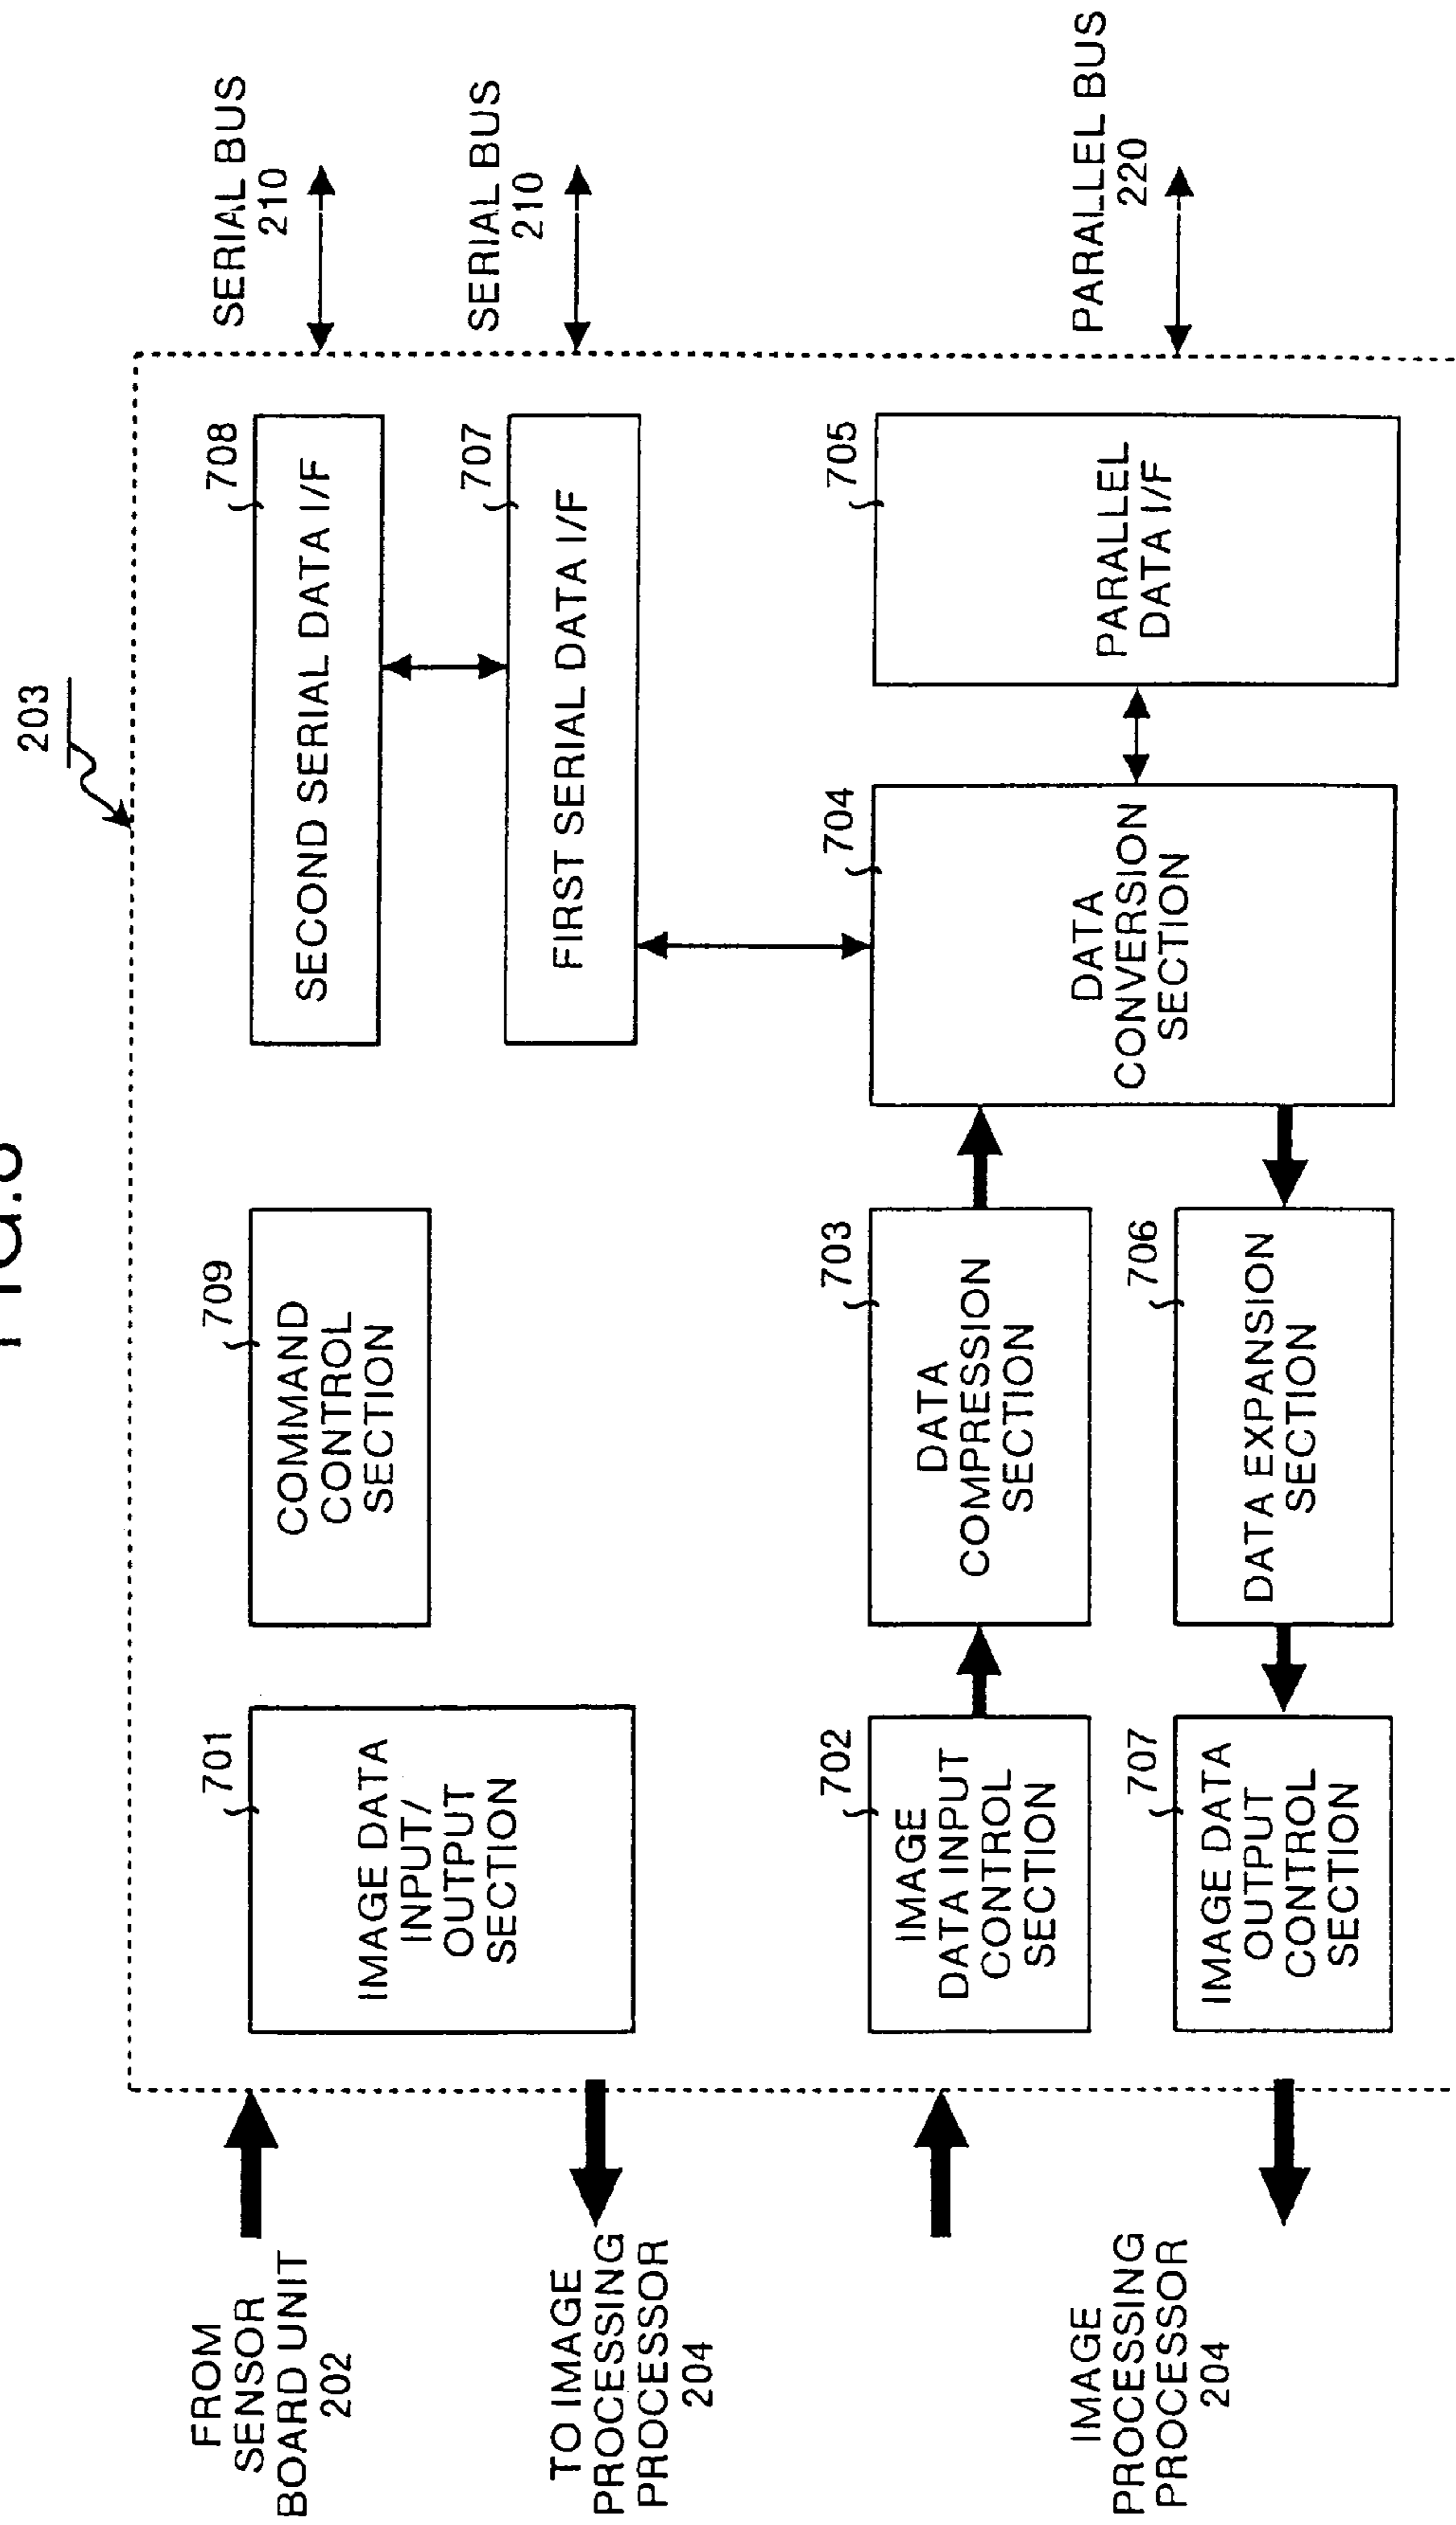 203
FROM
SENSOR
BOARD UNIT
202
TO IMAGE
PROCESSING
PROCESSOR
204
IMAGE
PROCESSING
PROCESSOR
204
701
IMAGE DATA
INPUT/
OUTPUT
SECTION
709
COMMAND
CONTROL
SECTION
708
SECOND SERIAL DATA I/F
SERIAL BUS
210
707
FIRST SERIAL DATA I/F
SERIAL BUS
210
702
IMAGE
DATA INPUT
CONTROL
SECTION
703
DATA
COMPRESSION
SECTION
704
DATA
CONVERSION
SECTION
705
PARALLEL
DATA I/F
PARALLEL BUS
220
707
IMAGE DATA
OUTPUT
CONTROL
SECTION
706
DATA EXPANSION
SECTION